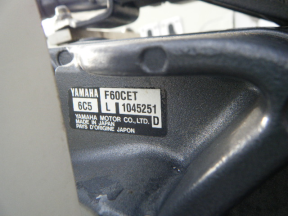 YAMAHA F60CET
6C5 L 1045251
YAMAHA MOTOR CO., LTD. D
MADE IN JAPAN
PAYS D'ORIGINE JAPON